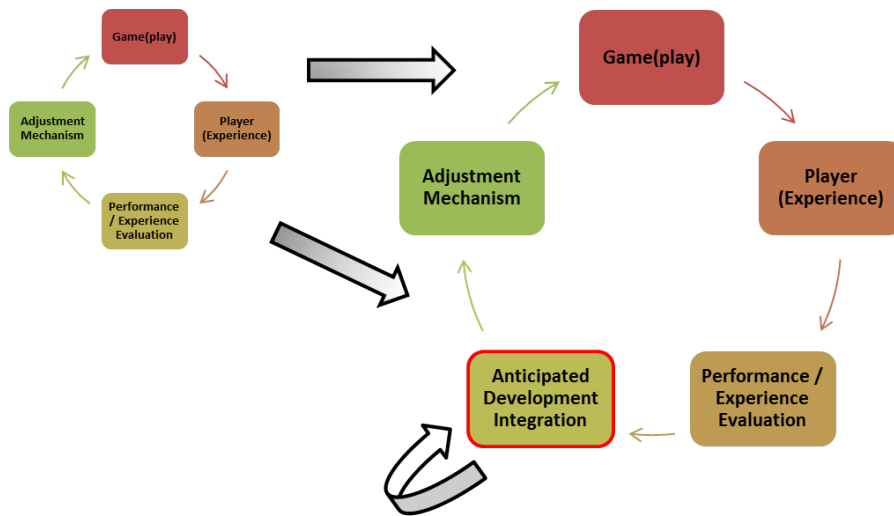 Game(play)
Adjustment
Mechanism
Player
(Experience)
Performance
/ Experience
Evaluation
Game(play)
Adjustment
Mechanism
Player
(Experience)
Anticipated
Development
Integration
Performance /
Experience
Evaluation